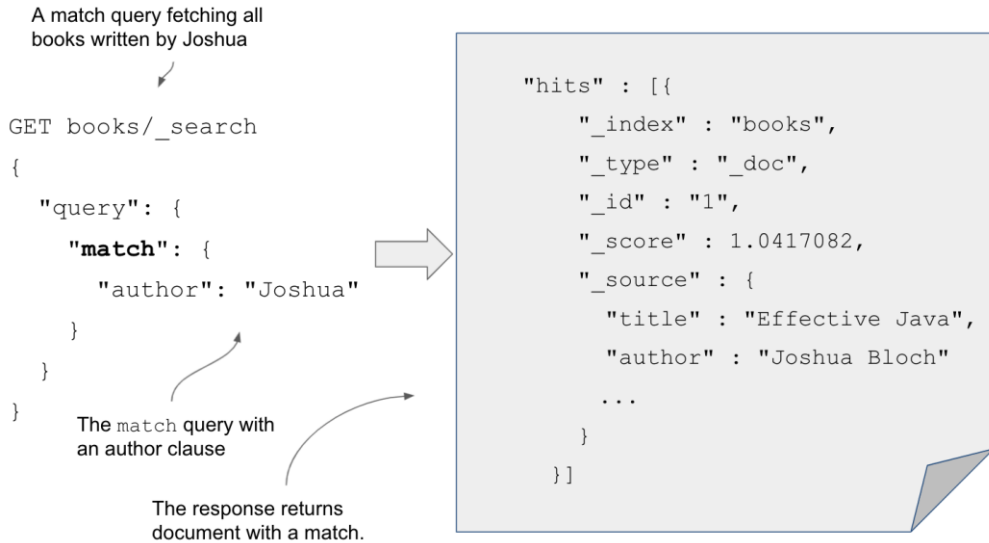 A match query fetching all
books written by Joshua
GET books/_search
{
"query": {
"match": {
"author": "Joshua"
}
}
}
The match query with
an author clause
The response returns
document with a match.
"hits" : [{
"_index" : "books",
"_type" : "_doc",
"_id" : "1",
"_score" : 1.0417082,
"_source" : {
"title" : "Effective Java",
"author" : "Joshua Bloch"
...
}
}]